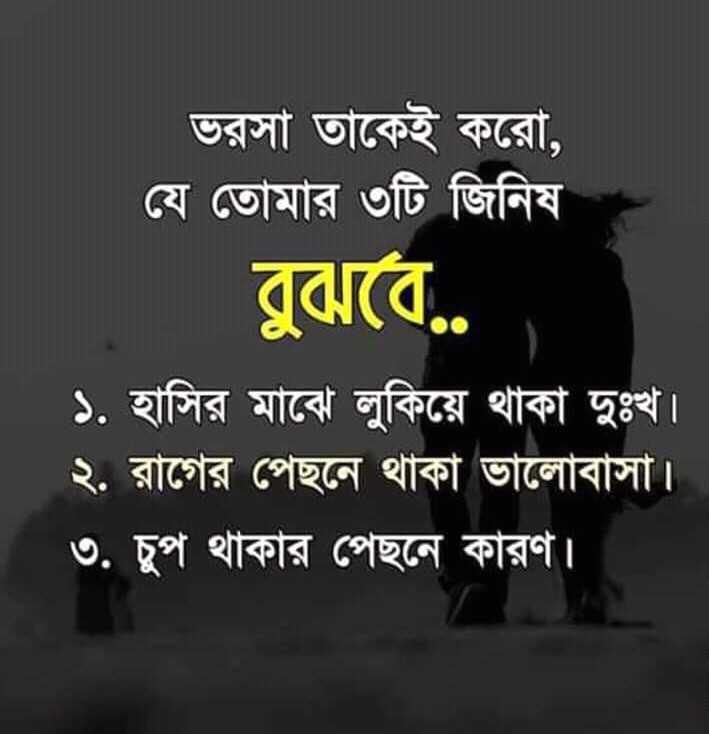 ভরসা তাকেই করো,
যে তোমার ৩টি জিনিষ
বুঝবে..
১. হাসির মাঝে লুকিয়ে থাকা দুঃখ।
২. রাগের পেছনে থাকা ভালোবাসা।
৩. চুপ থাকার পেছনে কারণ।